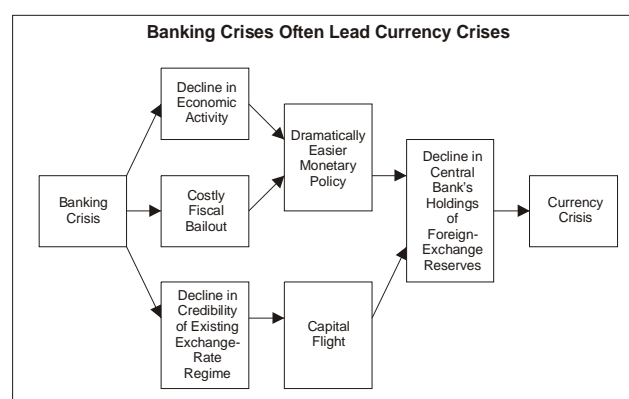 Banking Crises Often Lead Currency Crises
Decline in
Economic
Activity
Dramatically
Easier
Monetary
Policy
Decline in
Central
Bank's
Holdings
of
Foreign-
Exchange
Reserves
Banking
Crisis
Costly
Fiscal
Bailout
Currency
Crisis
Decline in
Credibility
of Existing
Exchange-
Rate
Regime
Capital
Flight